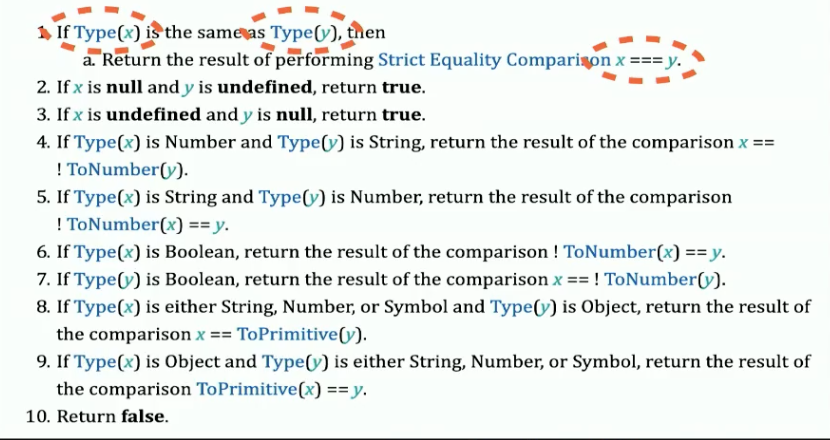 1. If Type(x) is the same as Type(y), then
a. Return the result of performing Strict Equality Comparison x === y.
2. If x is null and y is undefined, return true.
3. If x is undefined and y is null, return true.
4. If Type(x) is Number and Type(y) is String, return the result of the comparison x ==
! ToNumber(y).
5. If Type(x) is String and Type(y) is Number, return the result of the comparison
! ToNumber(x) == y.
6. If Type(x) is Boolean, return the result of the comparison ! ToNumber(x) == y.
7. If Type(y) is Boolean, return the result of the comparison x == ! ToNumber(y).
8. If Type(x) is either String, Number, or Symbol and Type(y) is Object, return the result of
the comparison x == ToPrimitive(y).
9. If Type(x) is Object and Type(y) is either String, Number, or Symbol, return the result of
the comparison ToPrimitive(x) == y.
10. Return false.